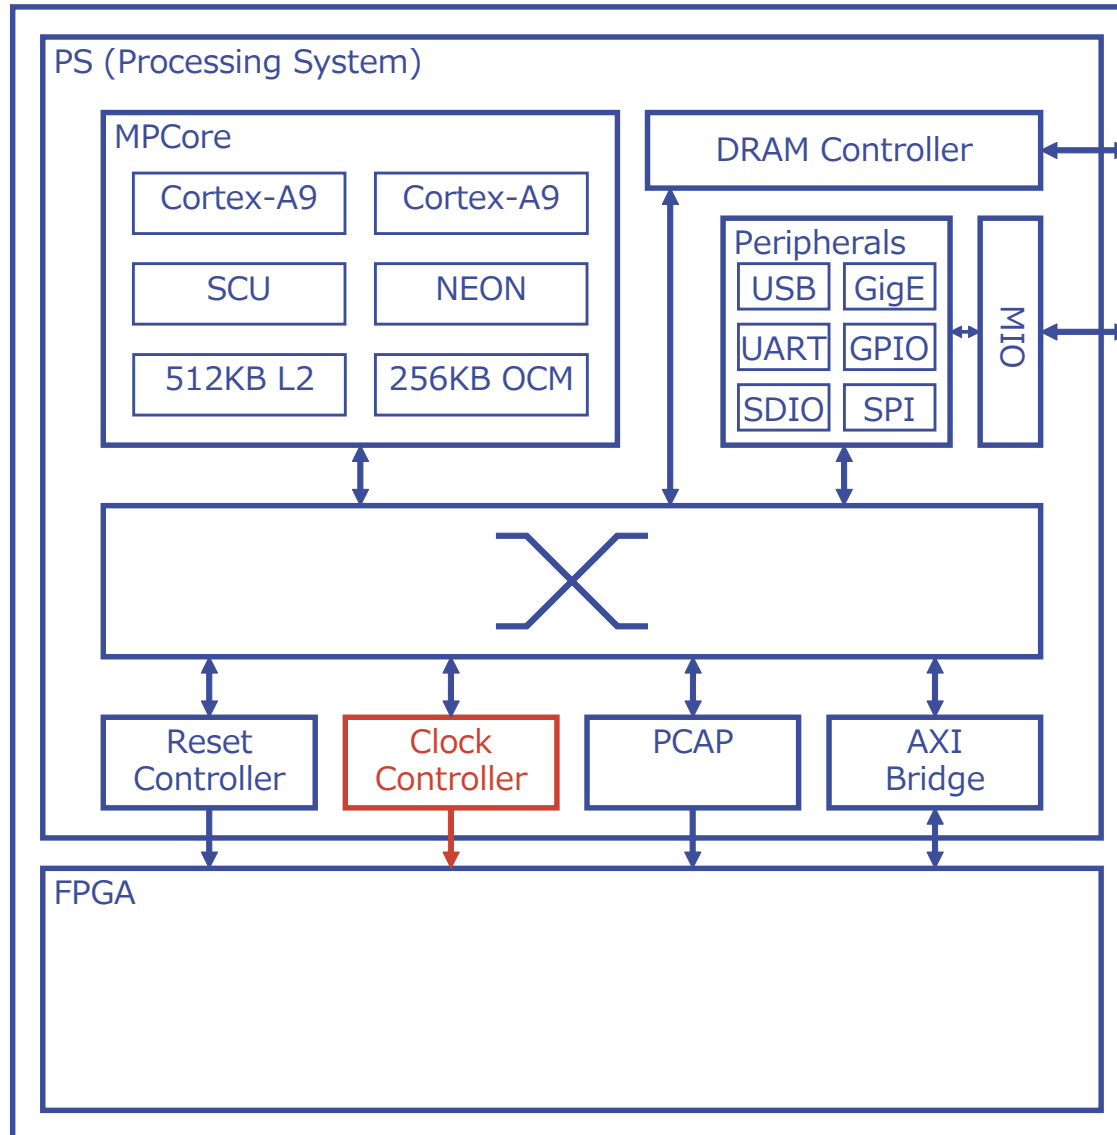 PS (Processing System)
MPCore
Cortex-A9
Cortex-A9
SCU
NEON
512KB L2
256KB OCM
DRAM Controller
Peripherals
USB
GigE
UART
GPIO
SDIO
SPI
MIO
Reset
Controller
Clock
Controller
PCAP
AXI
Bridge
FPGA